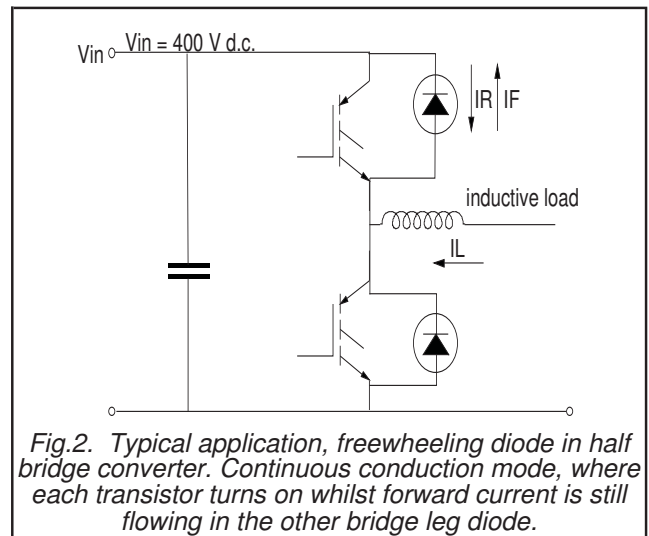 Vin
Vin = 400 V d.c.
IR
IF
inductive load
IL
Fig.2. Typical application, freewheeling diode in half
bridge converter. Continuous conduction mode, where
each transistor turns on whilst forward current is still
flowing in the other bridge leg diode.